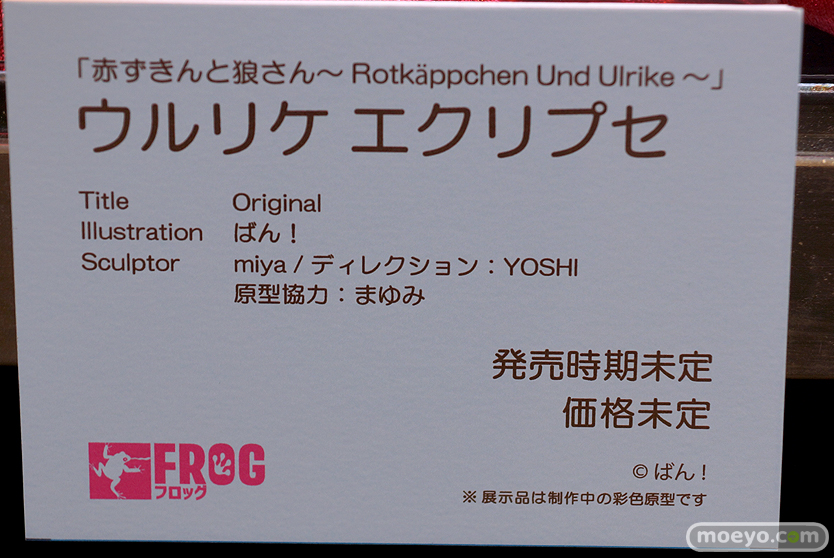 「赤ずきんと狼さん～ Rotkäppchen Und Ulrike ～」
ウルリケ エクリプセ
Title Original
Illustration ばん！
Sculptor miya / ディレクション：YOSHI
原型協力：まゆみ
発売時期未定
価格未定
FROG
フロッグ
© ばん！
※ 展示品は制作中の彩色原型です
moeyo.com